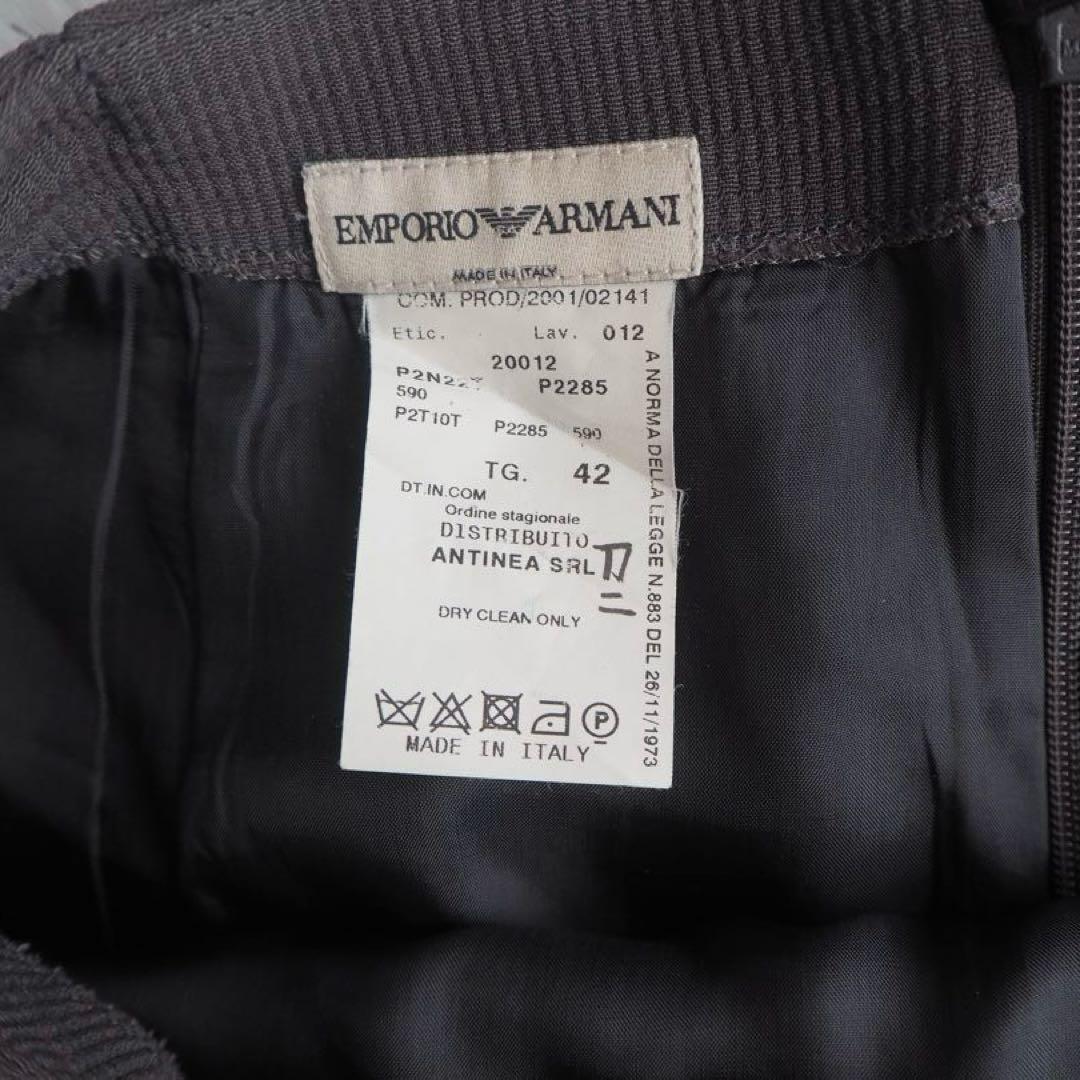 EMPORIO ARMANI
MADE IN ITALY
COM. PROD/2001/02141
Etic. Lav. 012
20012
P2285
590
P2T10T P2285 590
TG. 42
DT.IN.COM
Ordine stagionale
DISTRIBUITO
ANTINEA SRL
DRY CLEAN ONLY
P
MADE IN ITALY
A NORMA DELLA LEGGE N.883 DEL 26/11/1973